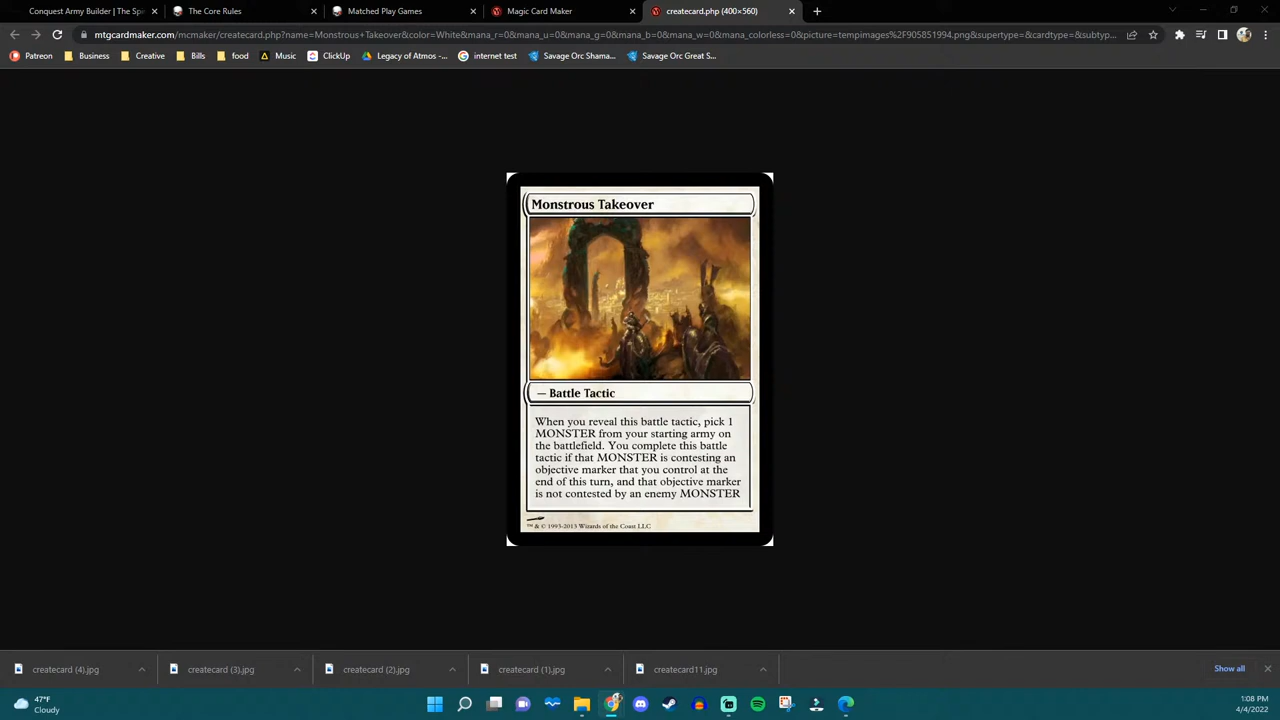 Conquest Army Builder | The Spi
The Core Rules
Matched Play Games
Magic Card Maker
createcard.php (400×560)
mtgcardmaker.com/mcmaker/createcard.php?name=Monstrous+Takeover&color=White&mana_r=0&mana_u=0&mana_g=0&mana_b=0&mana_w=0&mana_colorless=0&picture=tempimages%2F905851994.png&supertype=&cardtype=&subtyp...
Patreon
Business
Creative
Bills
food
Music
ClickUp
Legacy of Atmos -...
internet test
Savage Orc Shama...
Savage Orc Great S...
Monstrous Takeover
— Battle Tactic
When you reveal this battle tactic, pick 1
MONSTER from your starting army on
the battlefield. You complete this battle
tactic if that MONSTER is contesting an
objective marker that you control at the
end of this turn, and that objective marker
is not contested by an enemy MONSTER
™ & © 1993-2013 Wizards of the Coast LLC
createcard (4).jpg
createcard (3).jpg
createcard (2).jpg
createcard (1).jpg
createcard11.jpg
Show all
47°F
Cloudy
1:08 PM
4/4/2022